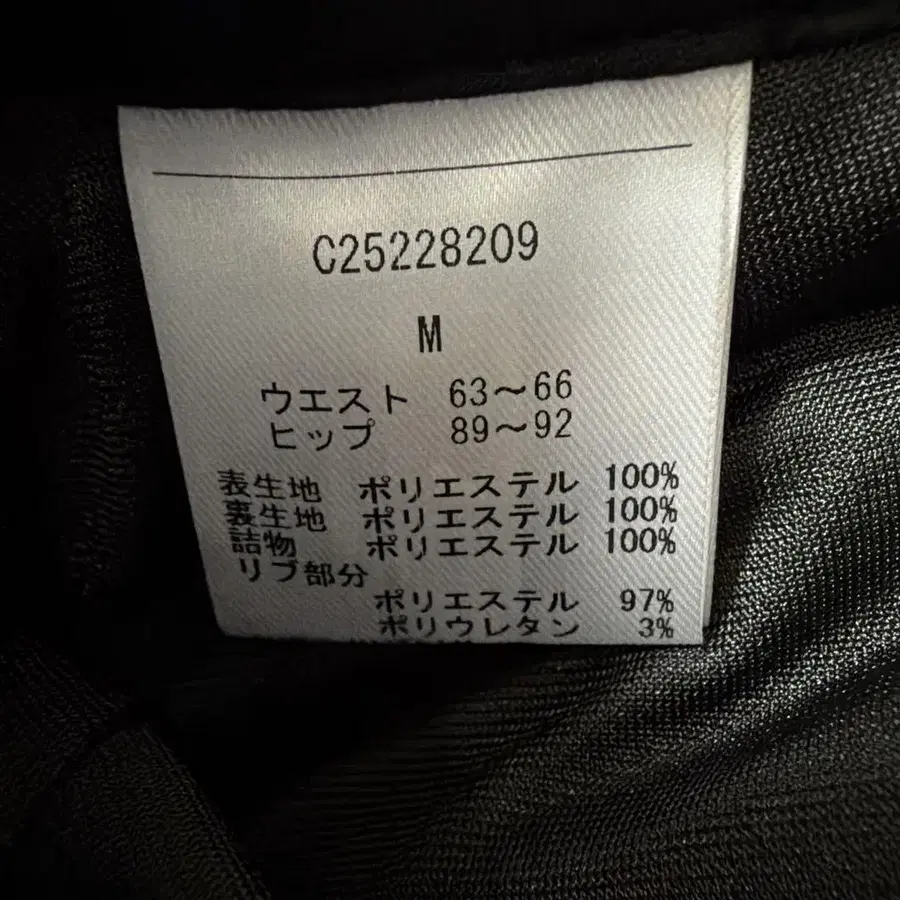 C25228209
M
ウエスト 63～66
ヒップ 89～92
表生地 ポリエステル 100%
裏生地 ポリエステル 100%
詰物 ポリエステル 100%
リブ部分
ポリエステル 97%
ポリウレタン 3%